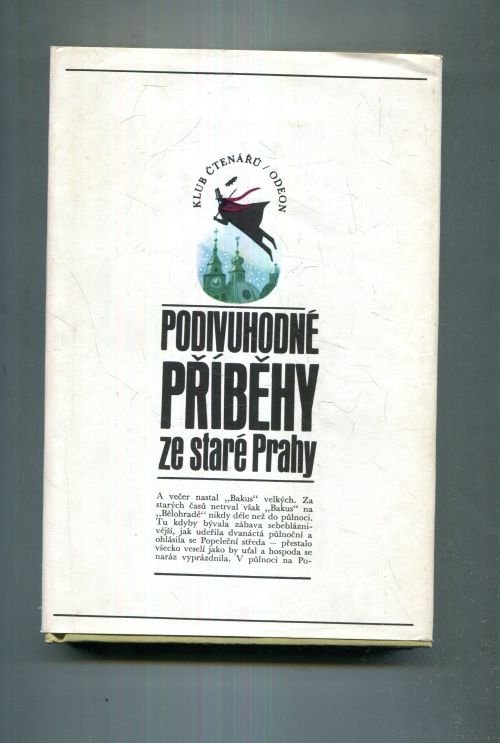 KLUB ČTENÁŘŮ / ODEON
PODIVUHODNÉ
PŘÍBĚHY
ze staré Prahy
A večer nastal „Bakus“ velkých. Za
starých časů netrval však „Bakus“ na
„Bělohradě“ nikdy déle než do půlnoci.
Tu kdyby bývala zábava sebeblázni-
vější, jak udeřila dvanáctá půlnoční a
ohlásila se Popeleční středa – přestalo
všecko veselí jako by uťal a hospoda se
naráz vyprázdnila. V půlnoci na Po-